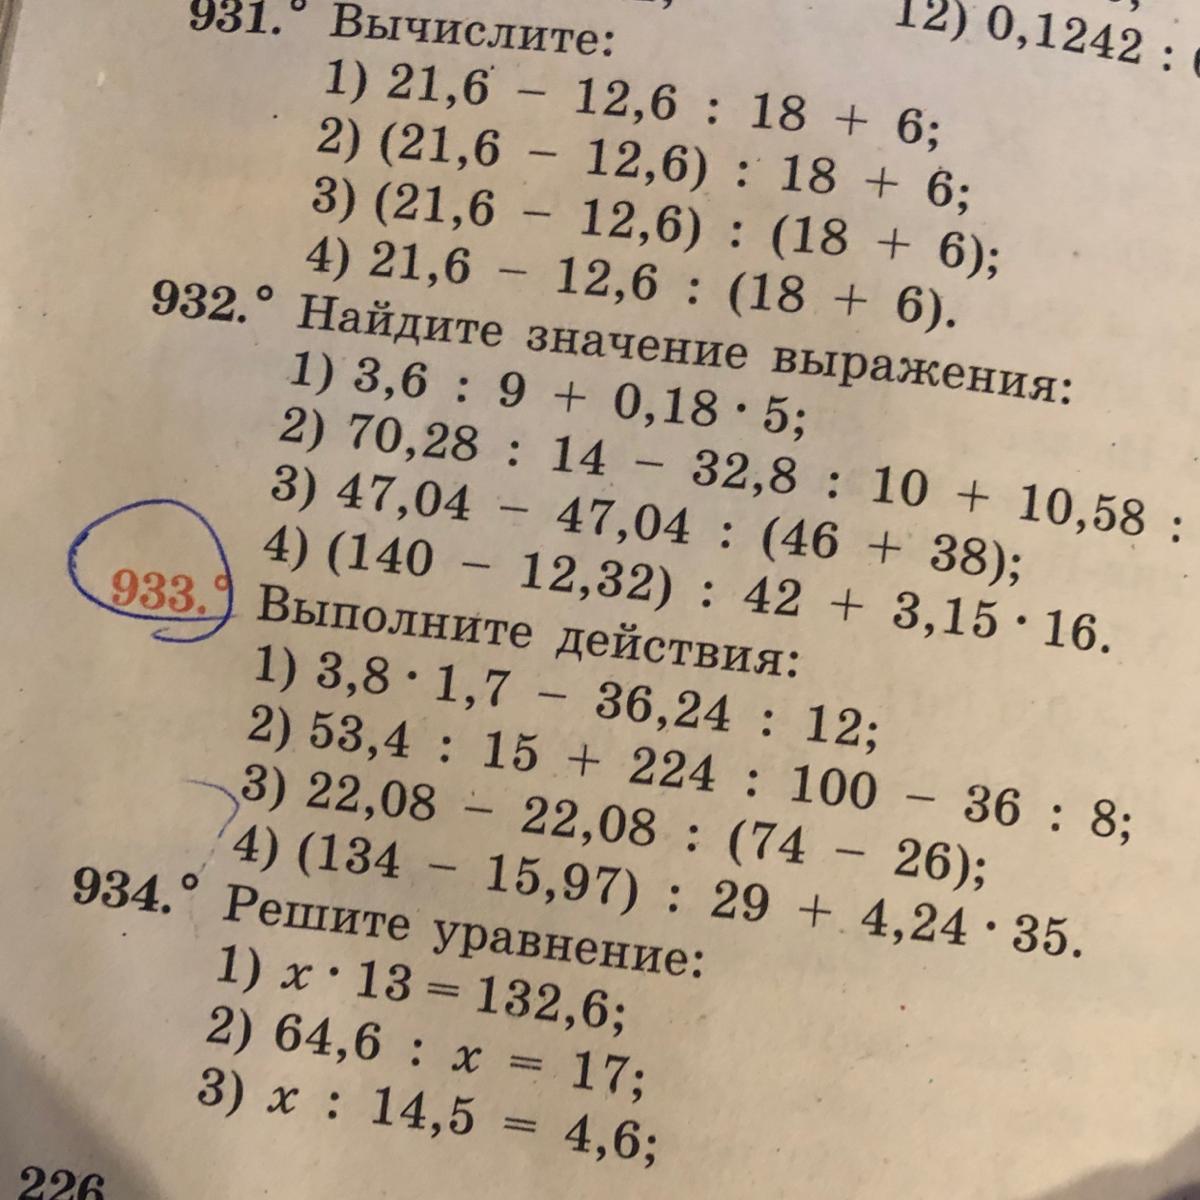 12) 0,1242 :
931.° Вычислите:
1) 21,6 – 12,6 : 18 + 6;
2) (21,6 – 12,6) : 18 + 6;
3) (21,6 – 12,6) : (18 + 6);
4) 21,6 – 12,6 : (18 + 6).
932.° Найдите значение выражения:
1) 3,6 : 9 + 0,18 · 5;
2) 70,28 : 14 – 32,8 : 10 + 10,58 :
3) 47,04 – 47,04 : (46 + 38);
4) (140 – 12,32) : 42 + 3,15 · 16.
933.° Выполните действия:
1) 3,8 · 1,7 – 36,24 : 12;
2) 53,4 : 15 + 224 : 100 – 36 : 8;
3) 22,08 – 22,08 : (74 – 26);
4) (134 – 15,97) : 29 + 4,24 · 35.
934.° Решите уравнение:
1) x · 13 = 132,6;
2) 64,6 : x = 17;
3) x : 14,5 = 4,6;
226